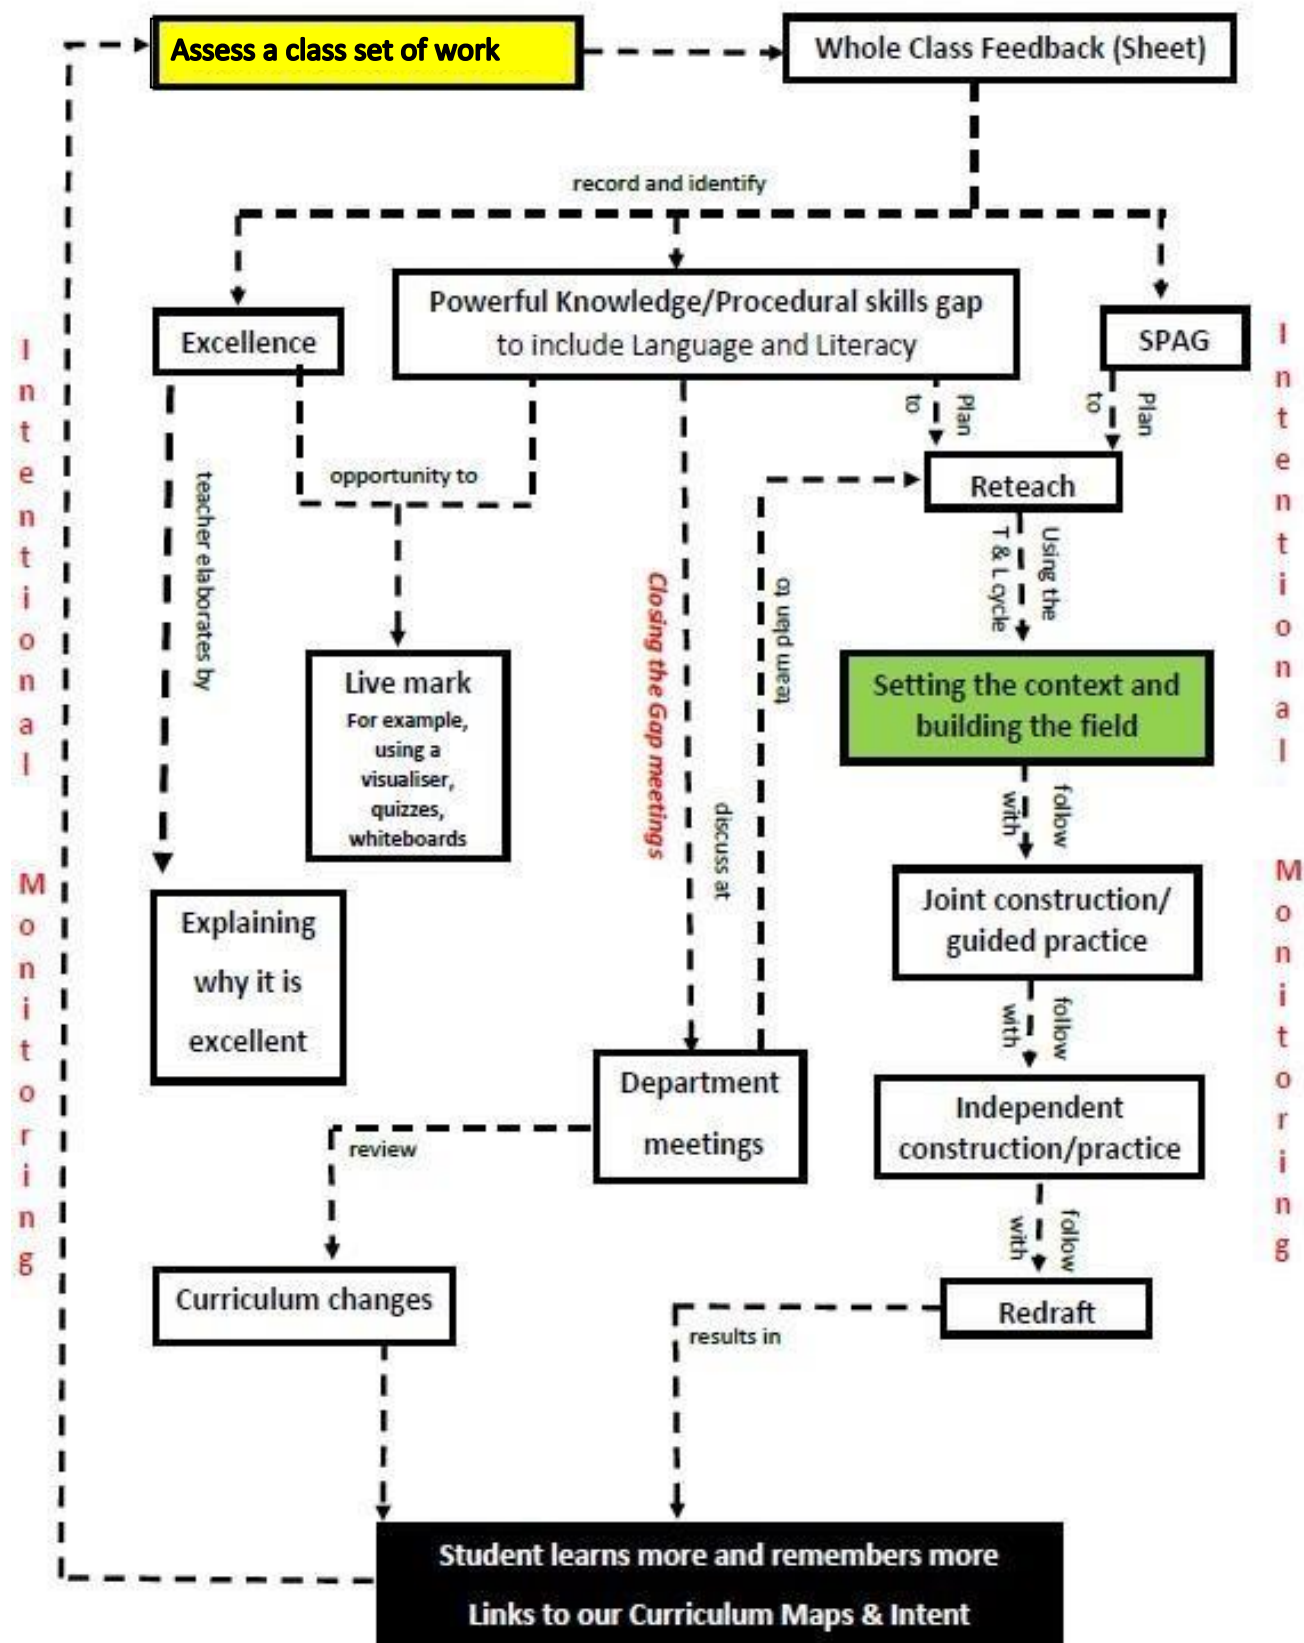 Assess a class set of work
Whole Class Feedback (Sheet)
record and identify
Excellence
Powerful Knowledge/Procedural skills gap
to include Language and Literacy
SPAG
Plan
to
Plan
to
opportunity to
Reteach
teacher elaborates by
Using the
T & L cycle
Closing the Gap meetings
team plan to
Live mark
For example,
using a
visualiser,
quizzes,
whiteboards
Setting the context and
building the field
discuss at
follow
with
Explaining
why it is
excellent
Joint construction/
guided practice
follow
with
Department
meetings
Independent
construction/practice
review
follow
with
Curriculum changes
Redraft
results in
Student learns more and remembers more
Links to our Curriculum Maps & Intent
Intentional Monitoring
Intentional Monitoring